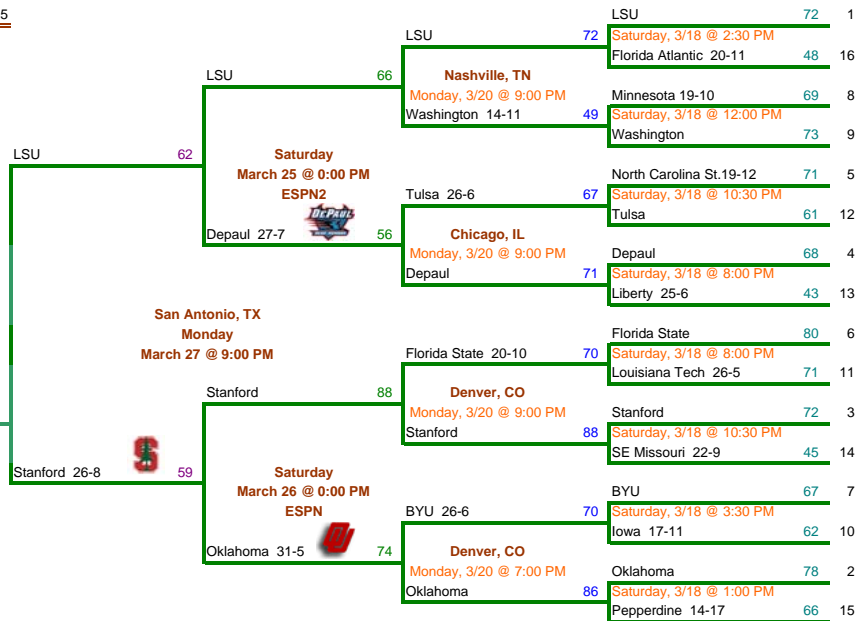 5
LSU 72 1
Saturday, 3/18 @ 2:30 PM
LSU 72
Florida Atlantic 20-11 48 16
LSU 66
Nashville, TN
Monday, 3/20 @ 9:00 PM
Minnesota 19-10 69 8
Saturday, 3/18 @ 12:00 PM
Washington 14-11 49
Washington 73 9
LSU 62
Saturday
March 25 @ 0:00 PM
ESPN2
North Carolina St.19-12 71 5
Saturday, 3/18 @ 10:30 PM
Tulsa 26-6 67
Tulsa 61 12
DEPAUL
Depaul 27-7 56
Chicago, IL
Monday, 3/20 @ 9:00 PM
Depaul 68 4
Saturday, 3/18 @ 8:00 PM
Depaul 71
Liberty 25-6 43 13
San Antonio, TX
Monday
March 27 @ 9:00 PM
Florida State 80 6
Saturday, 3/18 @ 8:00 PM
Florida State 20-10 70
Louisiana Tech 26-5 71 11
Stanford 88
Denver, CO
Monday, 3/20 @ 9:00 PM
Stanford 72 3
Saturday, 3/18 @ 10:30 PM
Stanford 88
SE Missouri 22-9 45 14
S
Stanford 26-8 59
Saturday
March 26 @ 0:00 PM
ESPN
BYU 67 7
Saturday, 3/18 @ 3:30 PM
BYU 26-6 70
Iowa 17-11 62 10
OU
Oklahoma 31-5 74
Denver, CO
Monday, 3/20 @ 7:00 PM
Oklahoma 78 2
Saturday, 3/18 @ 1:00 PM
Oklahoma 86
Pepperdine 14-17 66 15